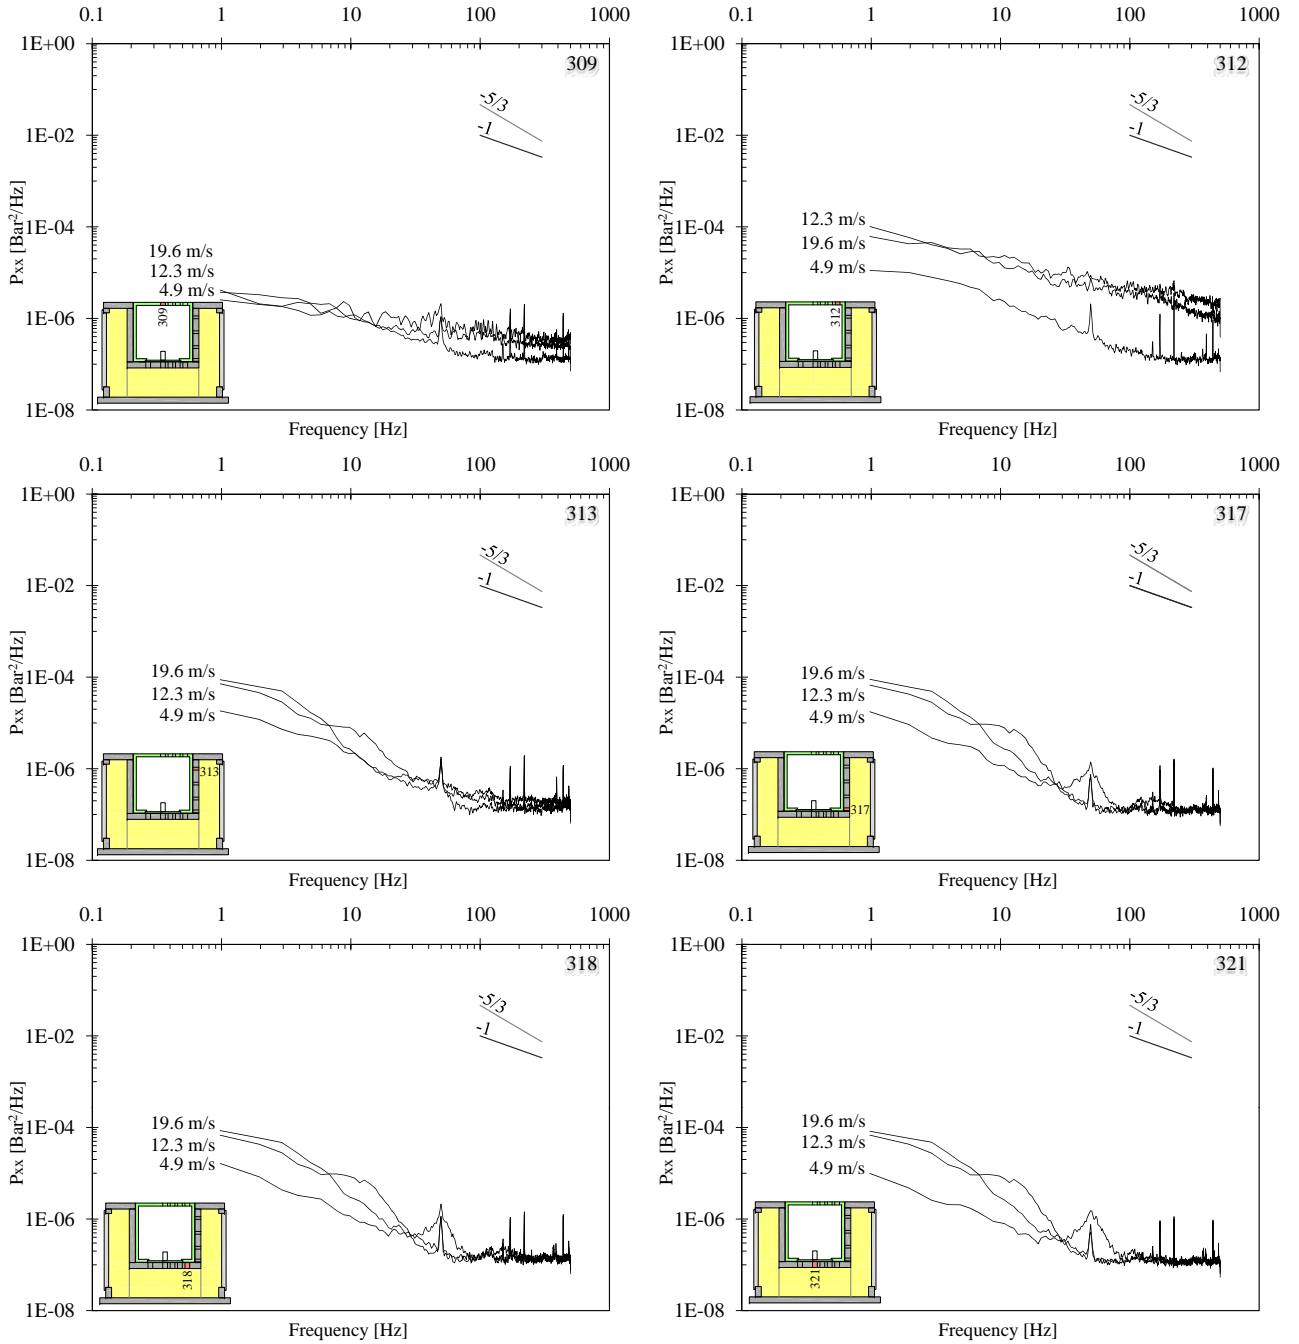 0.1 1 10 100 1000
1E+00
1E-02
1E-04
1E-06
1E-08
Pxx [Bar²/Hz]
309
-5/3
-1
19.6 m/s
12.3 m/s
4.9 m/s
309
Frequency [Hz]
0.1 1 10 100 1000
1E+00
1E-02
1E-04
1E-06
1E-08
Pxx [Bar²/Hz]
312
-5/3
-1
12.3 m/s
19.6 m/s
4.9 m/s
312
Frequency [Hz]
0.1 1 10 100 1000
1E+00
1E-02
1E-04
1E-06
1E-08
Pxx [Bar²/Hz]
313
-5/3
-1
19.6 m/s
12.3 m/s
4.9 m/s
313
Frequency [Hz]
0.1 1 10 100 1000
1E+00
1E-02
1E-04
1E-06
1E-08
Pxx [Bar²/Hz]
317
-5/3
-1
19.6 m/s
12.3 m/s
4.9 m/s
317
Frequency [Hz]
0.1 1 10 100 1000
1E+00
1E-02
1E-04
1E-06
1E-08
Pxx [Bar²/Hz]
318
-5/3
-1
19.6 m/s
12.3 m/s
4.9 m/s
318
Frequency [Hz]
0.1 1 10 100 1000
1E+00
1E-02
1E-04
1E-06
1E-08
Pxx [Bar²/Hz]
321
-5/3
-1
19.6 m/s
12.3 m/s
4.9 m/s
321
Frequency [Hz]